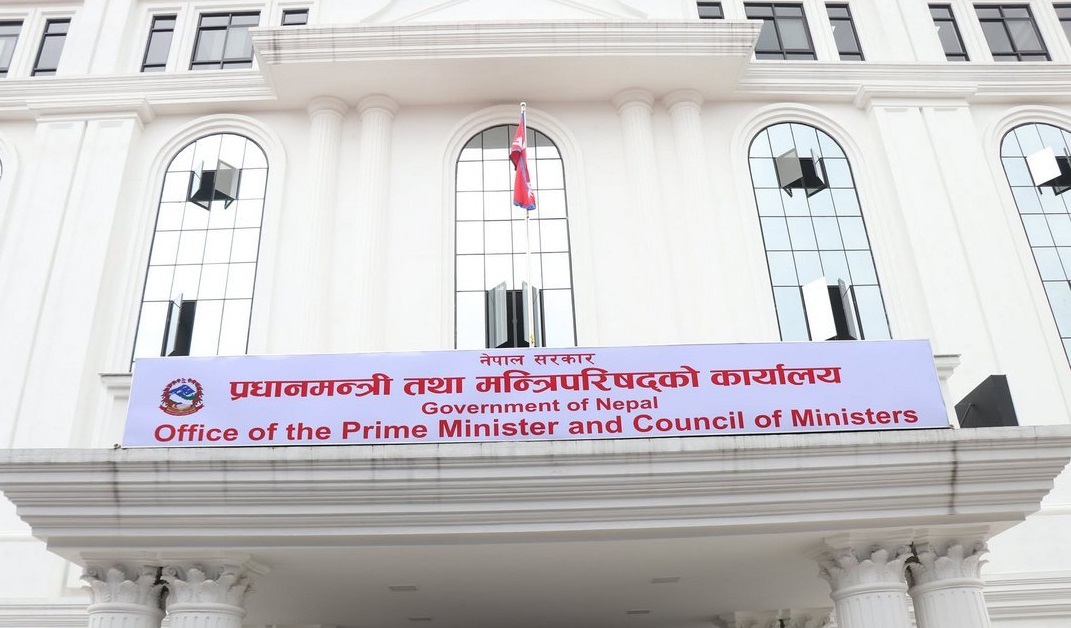 नेपाल सरकार
प्रधानमन्त्री तथा मन्त्रिपरिषद्को कार्यालय
Government of Nepal
Office of the Prime Minister and Council of Ministers